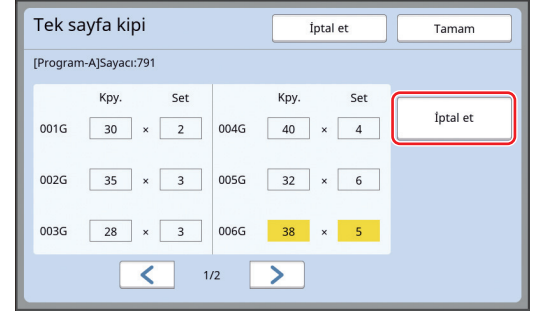 Tek sayfa kipi İptal et Tamam
[Program-A]Sayacı:791
Kpy. Set Kpy. Set
001G 30 × 2 004G 40 × 4 İptal et
002G 35 × 3 005G 32 × 6
003G 28 × 3 006G 38 × 5
1/2